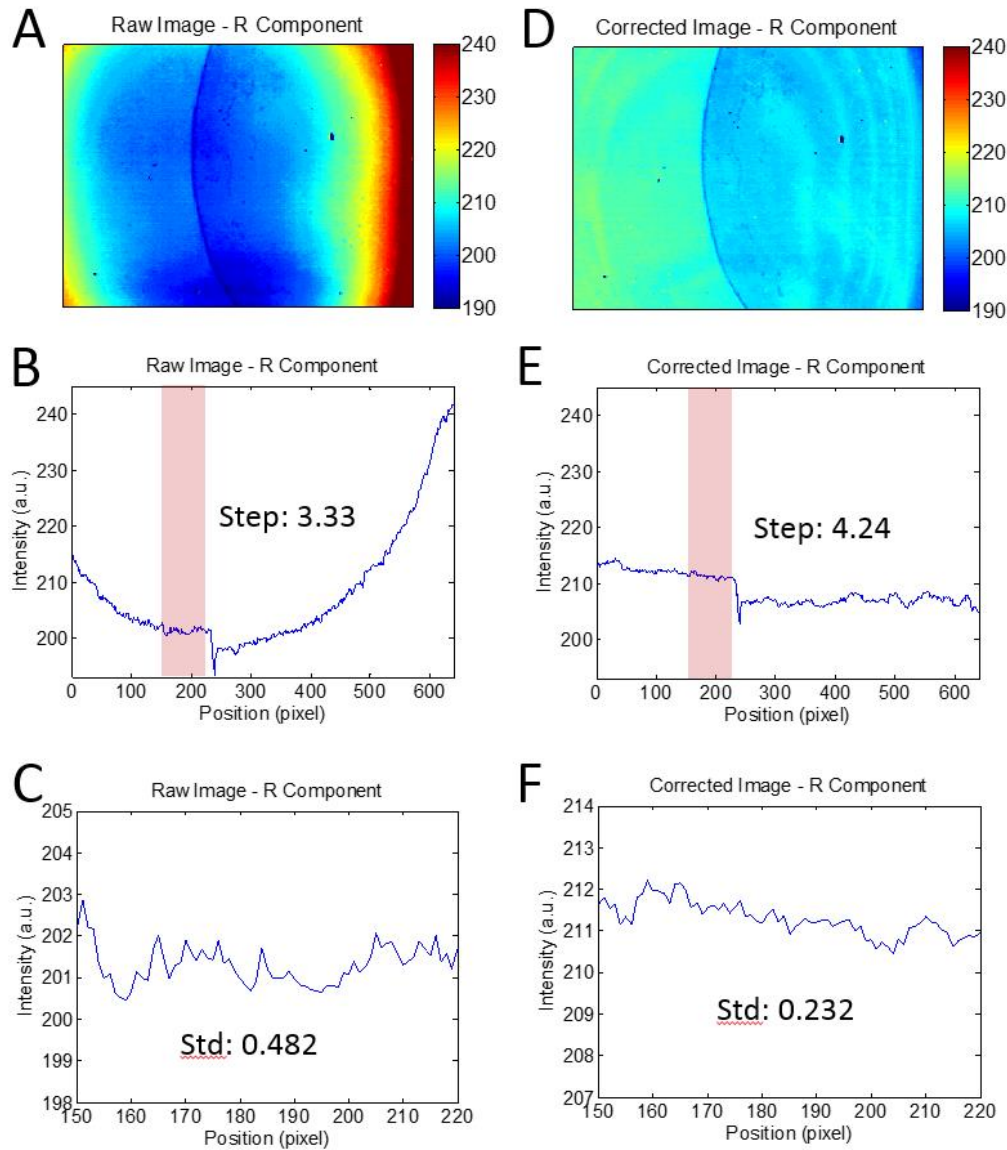 A
Raw Image - R Component
240
230
220
210
200
190
D
Corrected Image - R Component
240
230
220
210
200
190
B
Raw Image - R Component
Intensity (a.u.)
240
230
220
210
200
Step: 3.33
0 100 200 300 400 500 600
Position (pixel)
E
Corrected Image - R Component
Intensity (a.u.)
240
230
220
210
200
Step: 4.24
0 100 200 300 400 500 600
Position (pixel)
C
Raw Image - R Component
Intensity (a.u.)
205
204
203
202
201
200
199
198
Std: 0.482
150 160 170 180 190 200 210 220
Position (pixel)
F
Corrected Image - R Component
Intensity (a.u.)
214
213
212
211
210
209
208
207
Std: 0.232
150 160 170 180 190 200 210 220
Position (pixel)